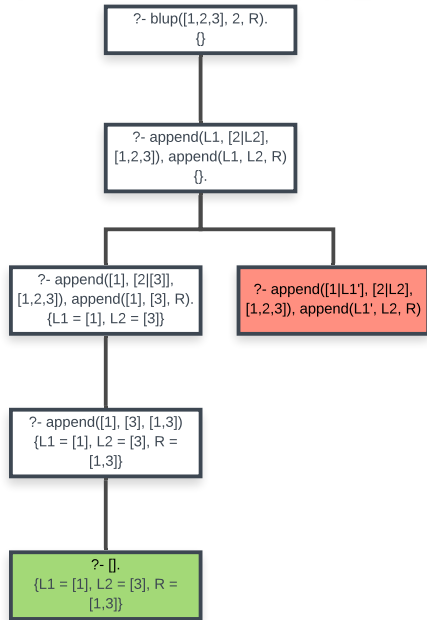 ?- blup([1,2,3], 2, R).
{}
?- append(L1, [2|L2],
[1,2,3]), append(L1, L2, R)
{}.
?- append([1], [2|[3]],
[1,2,3]), append([1], [3], R).
{L1 = [1], L2 = [3]}
?- append([1|L1'], [2|L2],
[1,2,3]), append(L1', L2, R)
?- append([1], [3], [1,3])
{L1 = [1], L2 = [3], R =
[1,3]}
?- [].
{L1 = [1], L2 = [3], R =
[1,3]}